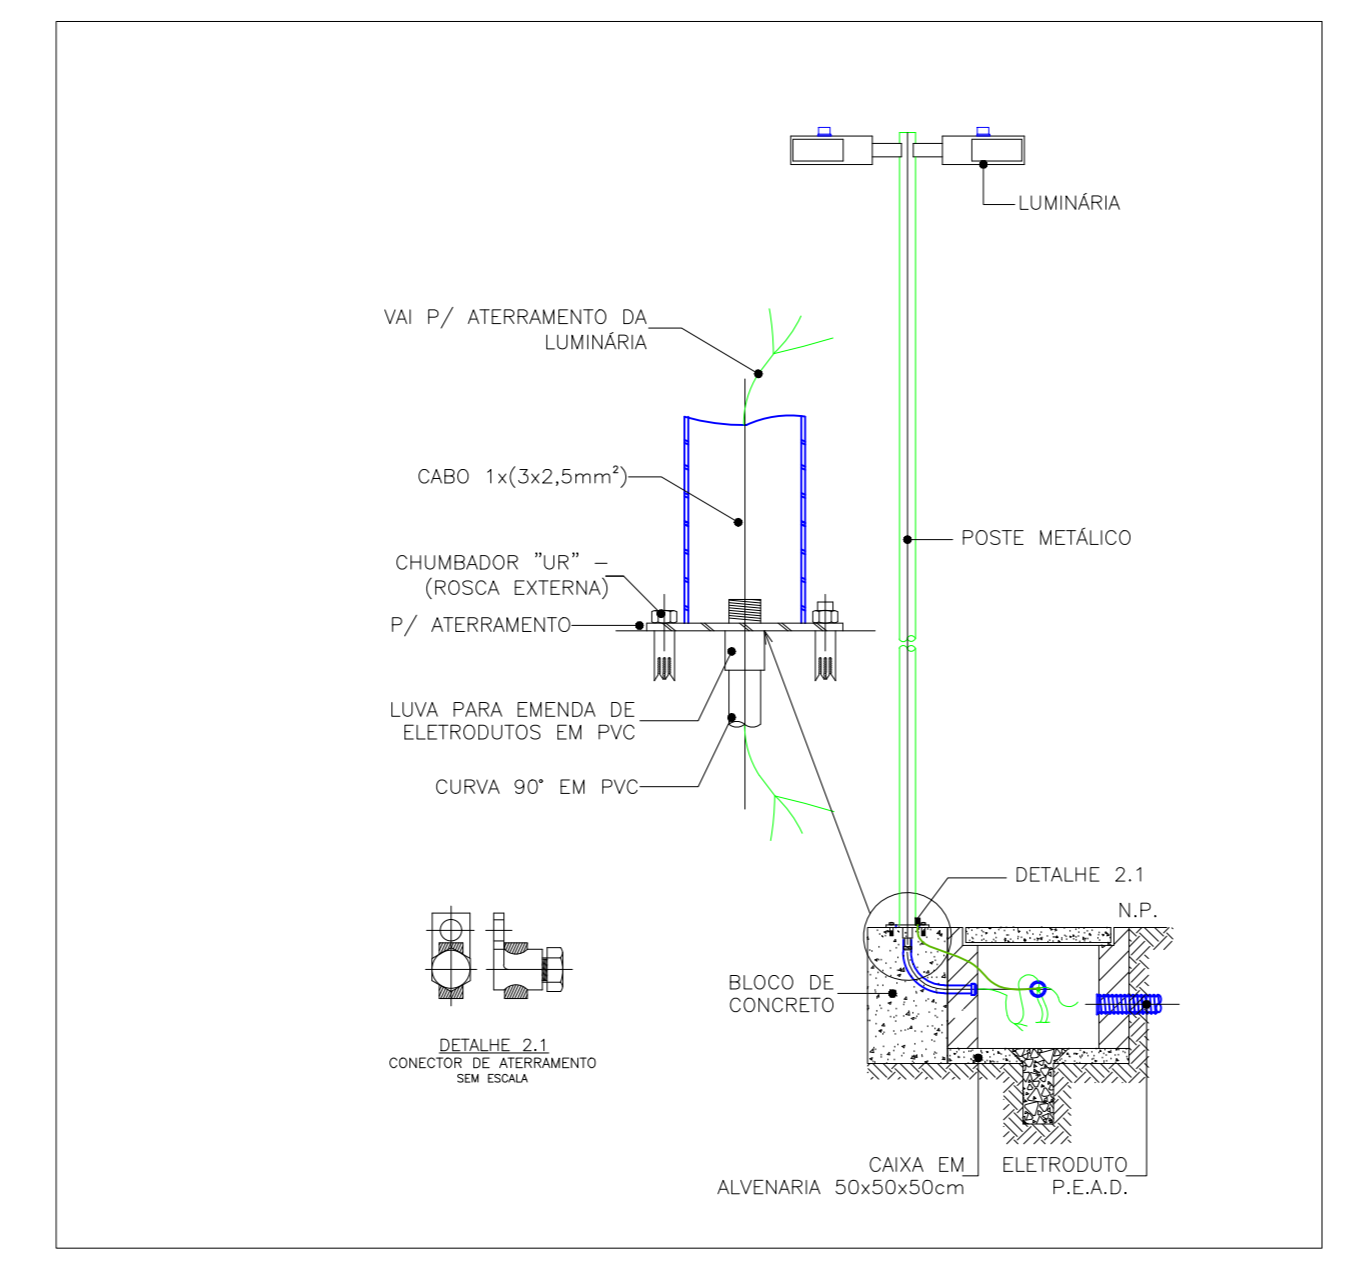 LUMINÁRIA
VAI P/ ATERRAMENTO DA
LUMINÁRIA
CABO 1x(3x2,5mm²)
POSTE METÁLICO
CHUMBADOR "UR" –
(ROSCA EXTERNA)
P/ ATERRAMENTO
LUVA PARA EMENDA DE
ELETRODUTOS EM PVC
CURVA 90° EM PVC
DETALHE 2.1
N.P.
BLOCO DE
CONCRETO
DETALHE 2.1
CONECTOR DE ATERRAMENTO
SEM ESCALA
CAIXA EM
ALVENARIA 50x50x50cm
ELETRODUTO
P.E.A.D.